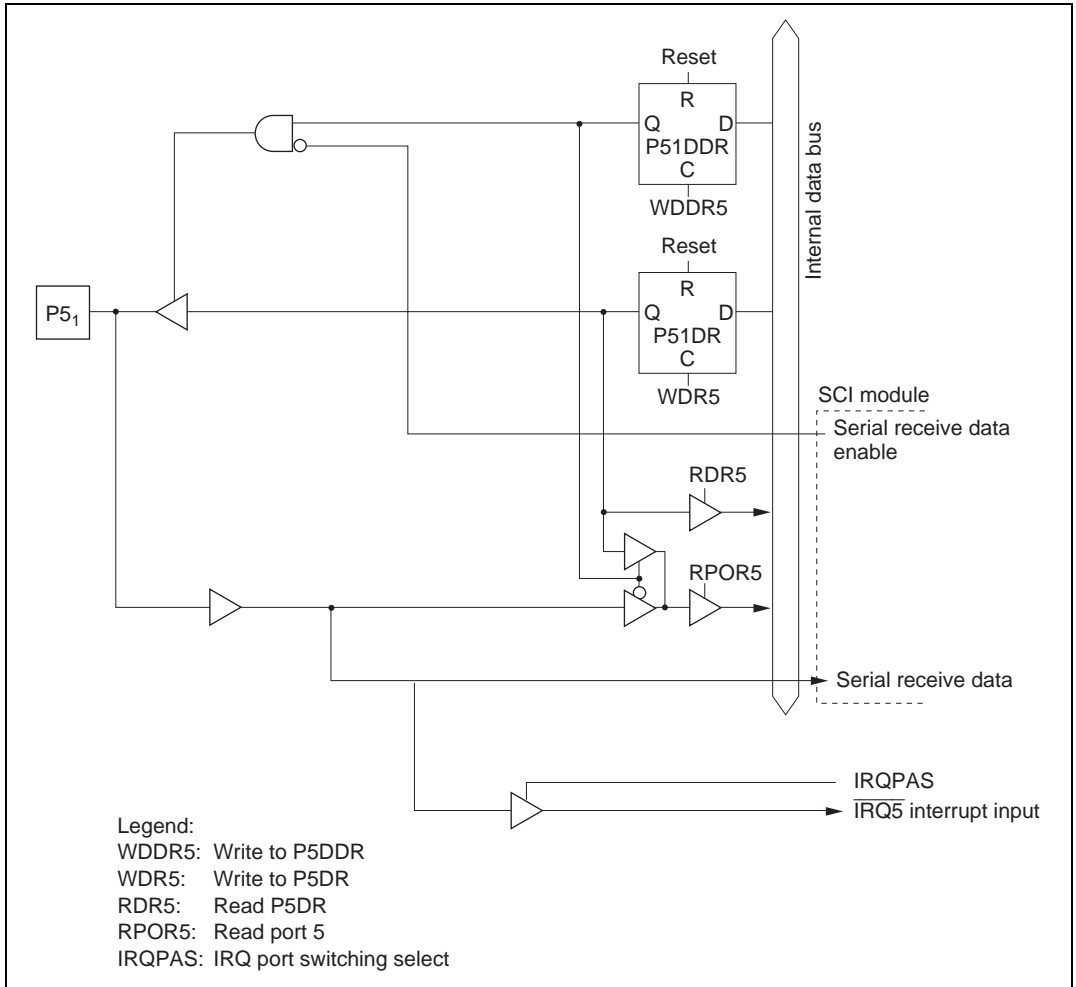 Reset
R
Q D
P51DDR
C
WDDR5
Internal data bus
Reset
R
P5₁
Q D
P51DR
C
WDR5
SCI module
Serial receive data
enable
RDR5
RPOR5
Serial receive data
IRQPAS
I̅R̅Q̅5̅ interrupt input
Legend:
WDDR5: Write to P5DDR
WDR5: Write to P5DR
RDR5: Read P5DR
RPOR5: Read port 5
IRQPAS: IRQ port switching select